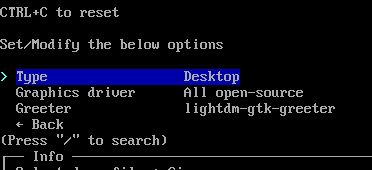 CTRL+C to reset
Set/Modify the below options
> Type Desktop
Graphics driver All open-source
Greeter lightdm-gtk-greeter
← Back
(Press "/" to search)
Info